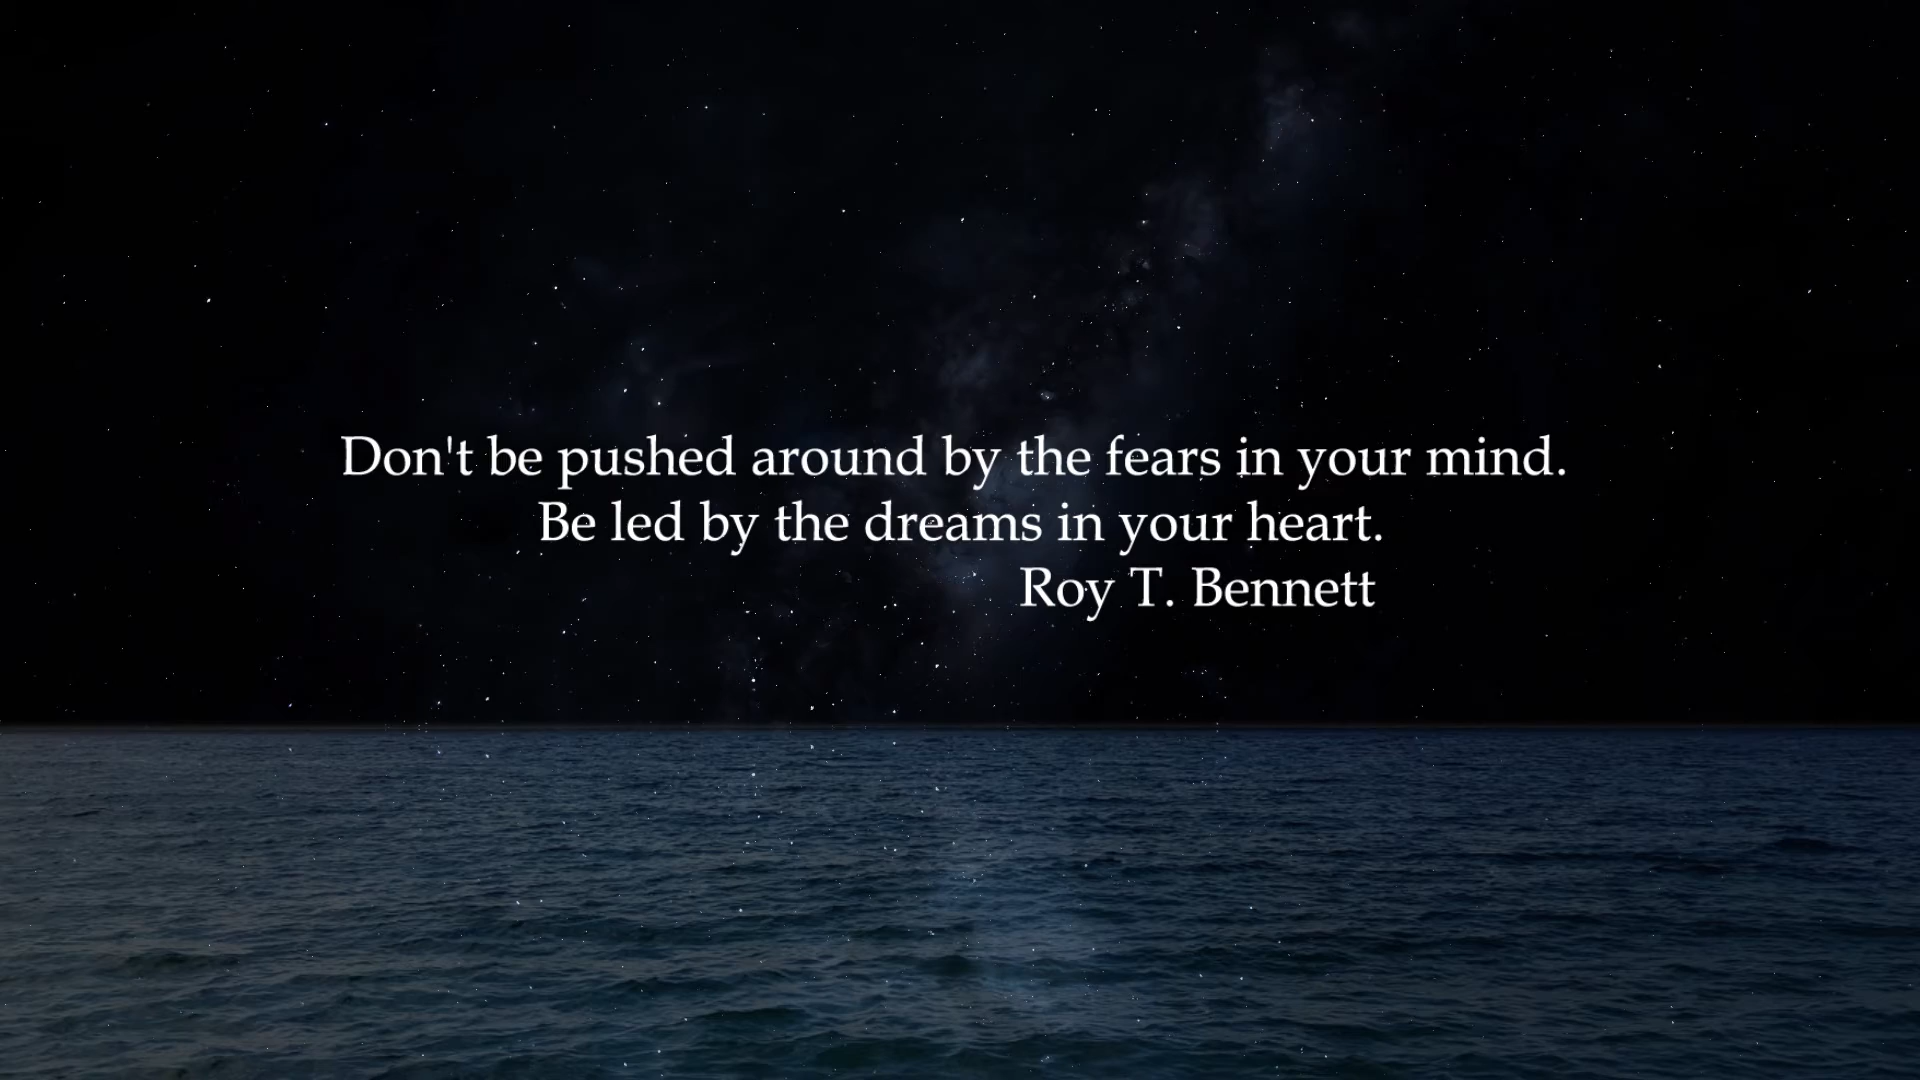 Don't be pushed around by the fears in your mind.
Be led by the dreams in your heart.
Roy T. Bennett